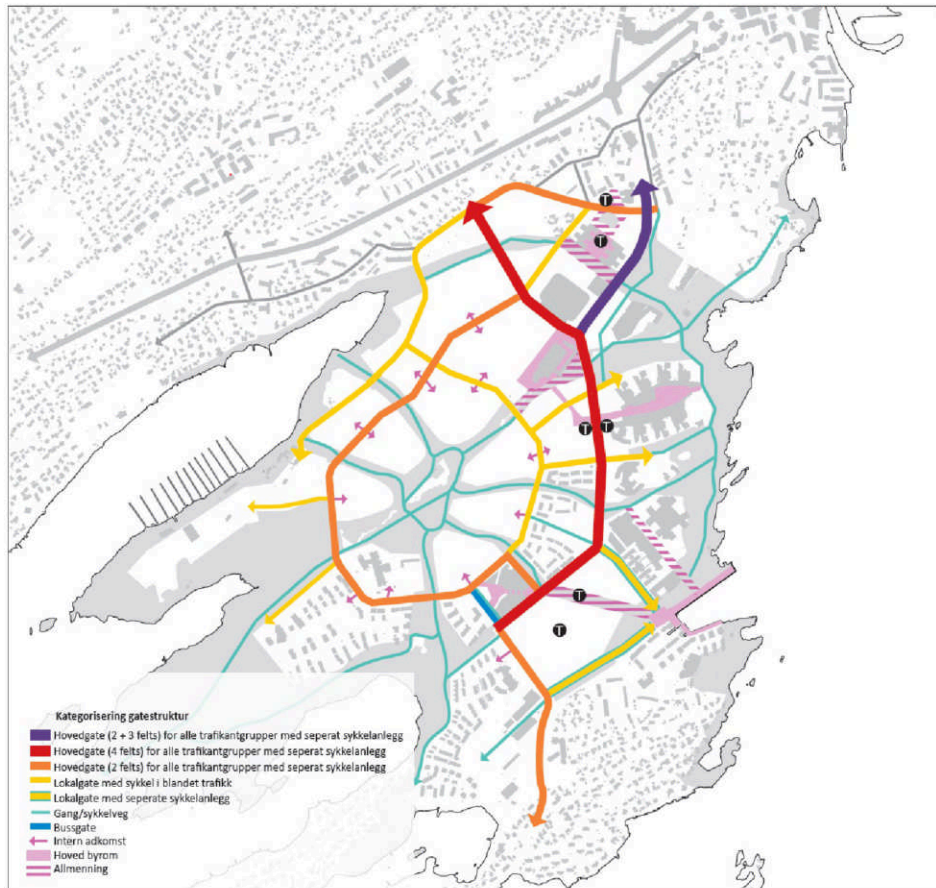 T
T
T
T
T
T
Kategorisering gatestruktur
Hovedgate (2 + 3 felts) for alle trafikantgrupper med seperat sykkelanlegg
Hovedgate (4 felts) for alle trafikantgrupper med seperat sykkelanlegg
Hovedgate (2 felts) for alle trafikantgrupper med seperat sykkelanlegg
Lokalgate med sykkel i blandet trafikk
Lokalgate med seperate sykkelanlegg
Gang/sykkelveg
Bussgate
Intern adkomst
Hoved byrom
Allmenning